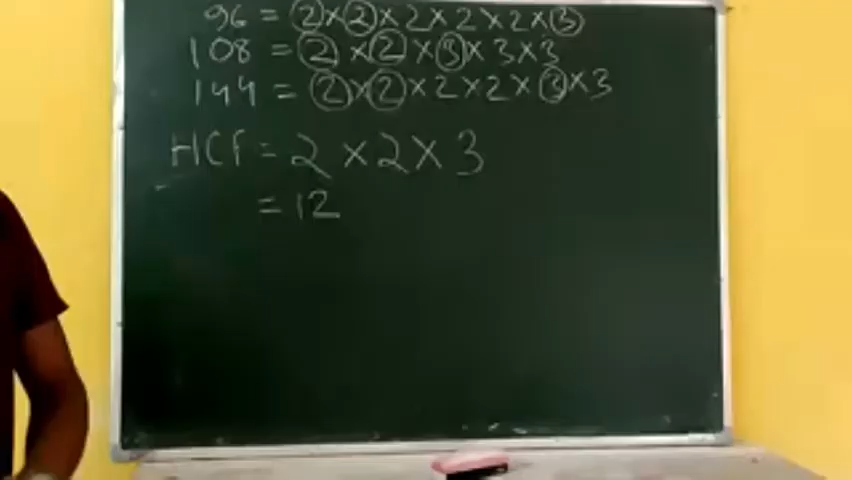 96 = 2×2×2×2×2×3
108 = 2×2×3×3×3
144 = 2×2×2×2×3×3
HCF = 2×2×3
= 12